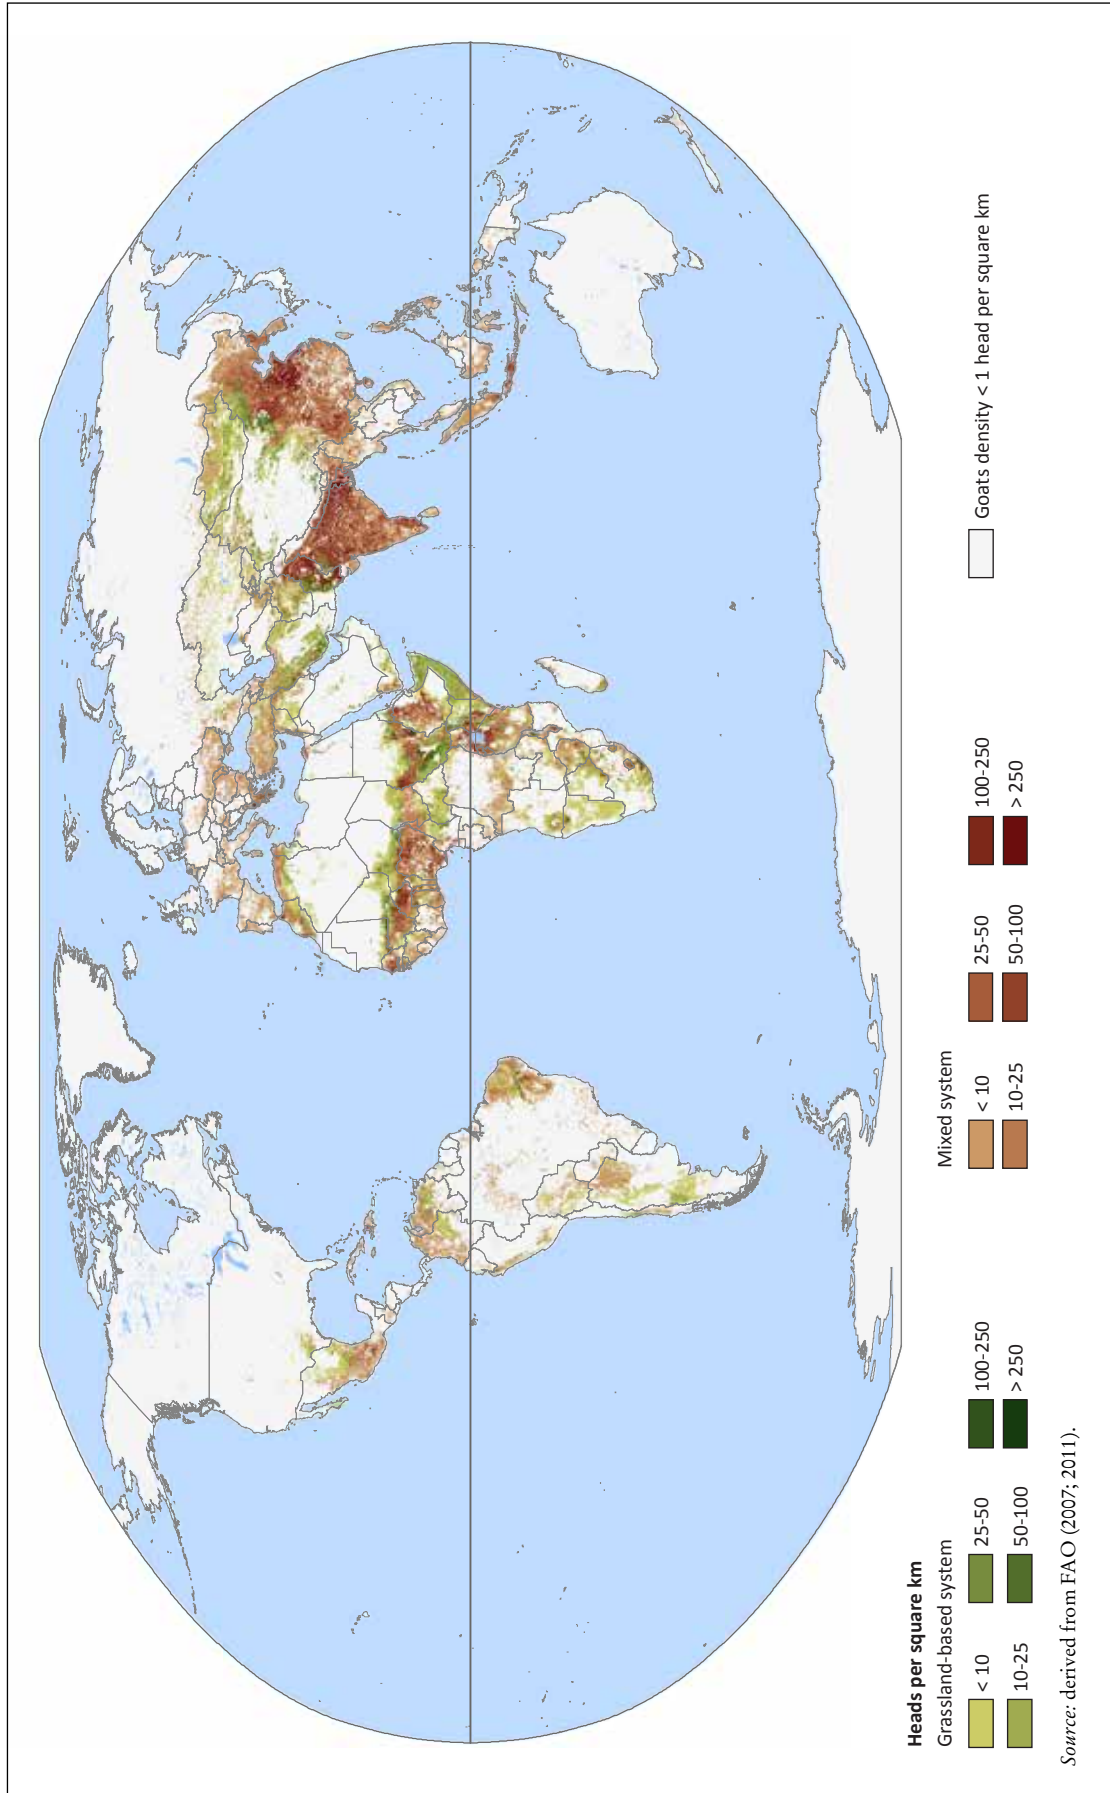 Heads per square km
Grassland-based system
< 10
25-50
100-250
10-25
50-100
> 250
Mixed system
< 10
25-50
100-250
10-25
50-100
> 250
Goats density < 1 head per square km
Source: derived from FAO (2007; 2011).